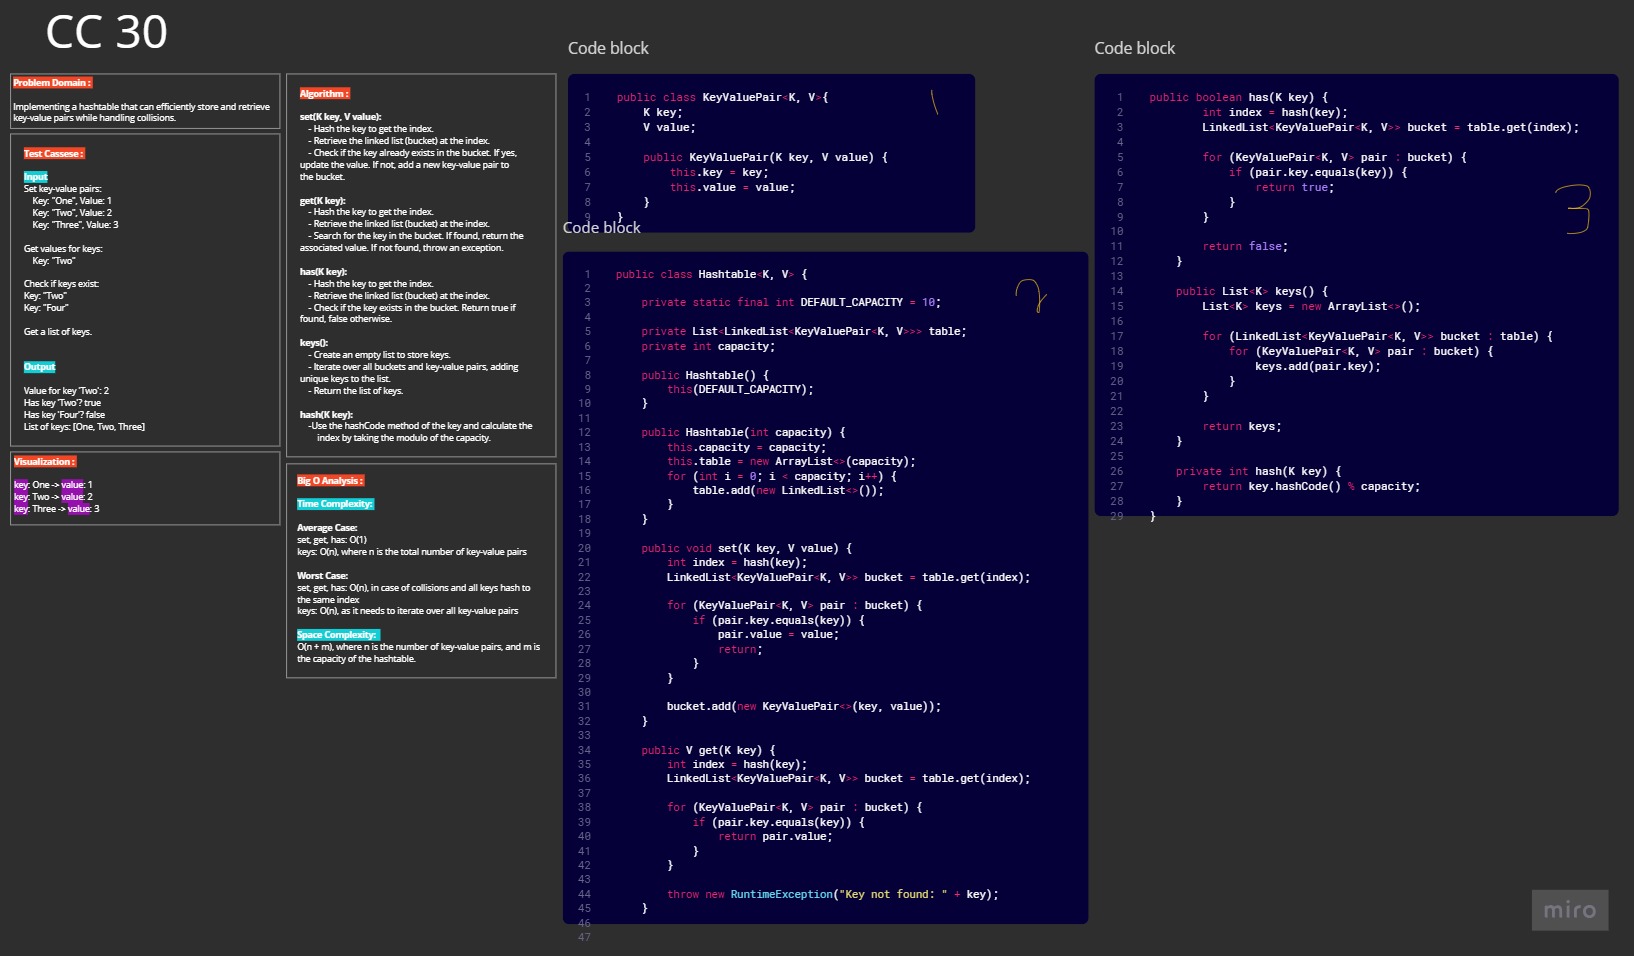 CC 30
Problem Domain :
Implementing a hashtable that can efficiently store and retrieve
key-value pairs while handling collisions.
Test Cassese :
Input
Set key-value pairs:
Key: "One", Value: 1
Key: "Two", Value: 2
Key: "Three", Value: 3
Get values for keys:
Key: "Two"
Check if keys exist:
Key: "Two"
Key: "Four"
Get a list of keys.
Output
Value for key 'Two': 2
Has key 'Two'? true
Has key 'Four'? false
List of keys: [One, Two, Three]
Visualization :
key: One -> value: 1
key: Two -> value: 2
key: Three -> value: 3
Algorithm :
set(K key, V value):
- Hash the key to get the index.
- Retrieve the linked list (bucket) at the index.
- Check if the key already exists in the bucket. If yes,
update the value. If not, add a new key-value pair to
the bucket.
get(K key):
- Hash the key to get the index.
- Retrieve the linked list (bucket) at the index.
- Search for the key in the bucket. If found, return the
associated value. If not found, throw an exception.
has(K key):
- Hash the key to get the index.
- Retrieve the linked list (bucket) at the index.
- Check if the key exists in the bucket. Return true if
found, false otherwise.
keys():
- Create an empty list to store keys.
- Iterate over all buckets and key-value pairs, adding
unique keys to the list.
- Return the list of keys.
hash(K key):
-Use the hashCode method of the key and calculate the
index by taking the modulo of the capacity.
Big O Analysis :
Time Complexity:
Average Case:
set, get, has: O(1)
keys: O(n), where n is the total number of key-value pairs
Worst Case:
set, get, has: O(n), in case of collisions and all keys hash to
the same index
keys: O(n), as it needs to iterate over all key-value pairs
Space Complexity:
O(n + m), where n is the number of key-value pairs, and m is
the capacity of the hashtable.
Code block
1
1 public class KeyValuePair<K, V>{
2 K key;
3 V value;
4
5 public KeyValuePair(K key, V value) {
6 this.key = key;
7 this.value = value;
8 }
9 }
Code block
2
1 public class Hashtable<K, V> {
2
3 private static final int DEFAULT_CAPACITY = 10;
4
5 private List<LinkedList<KeyValuePair<K, V>>> table;
6 private int capacity;
7
8 public Hashtable() {
9 this(DEFAULT_CAPACITY);
10 }
11
12 public Hashtable(int capacity) {
13 this.capacity = capacity;
14 this.table = new ArrayList<>(capacity);
15 for (int i = 0; i < capacity; i++) {
16 table.add(new LinkedList<>());
17 }
18 }
19
20 public void set(K key, V value) {
21 int index = hash(key);
22 LinkedList<KeyValuePair<K, V>> bucket = table.get(index);
23
24 for (KeyValuePair<K, V> pair : bucket) {
25 if (pair.key.equals(key)) {
26 pair.value = value;
27 return;
28 }
29 }
30
31 bucket.add(new KeyValuePair<>(key, value));
32 }
33
34 public V get(K key) {
35 int index = hash(key);
36 LinkedList<KeyValuePair<K, V>> bucket = table.get(index);
37
38 for (KeyValuePair<K, V> pair : bucket) {
39 if (pair.key.equals(key)) {
40 return pair.value;
41 }
42 }
43
44 throw new RuntimeException("Key not found: " + key);
45 }
46
47
Code block
3
1 public boolean has(K key) {
2 int index = hash(key);
3 LinkedList<KeyValuePair<K, V>> bucket = table.get(index);
4
5 for (KeyValuePair<K, V> pair : bucket) {
6 if (pair.key.equals(key)) {
7 return true;
8 }
9 }
10
11 return false;
12 }
13
14 public List<K> keys() {
15 List<K> keys = new ArrayList<>();
16
17 for (LinkedList<KeyValuePair<K, V>> bucket : table) {
18 for (KeyValuePair<K, V> pair : bucket) {
19 keys.add(pair.key);
20 }
21 }
22
23 return keys;
24 }
25
26 private int hash(K key) {
27 return key.hashCode() % capacity;
28 }
29 }
miro